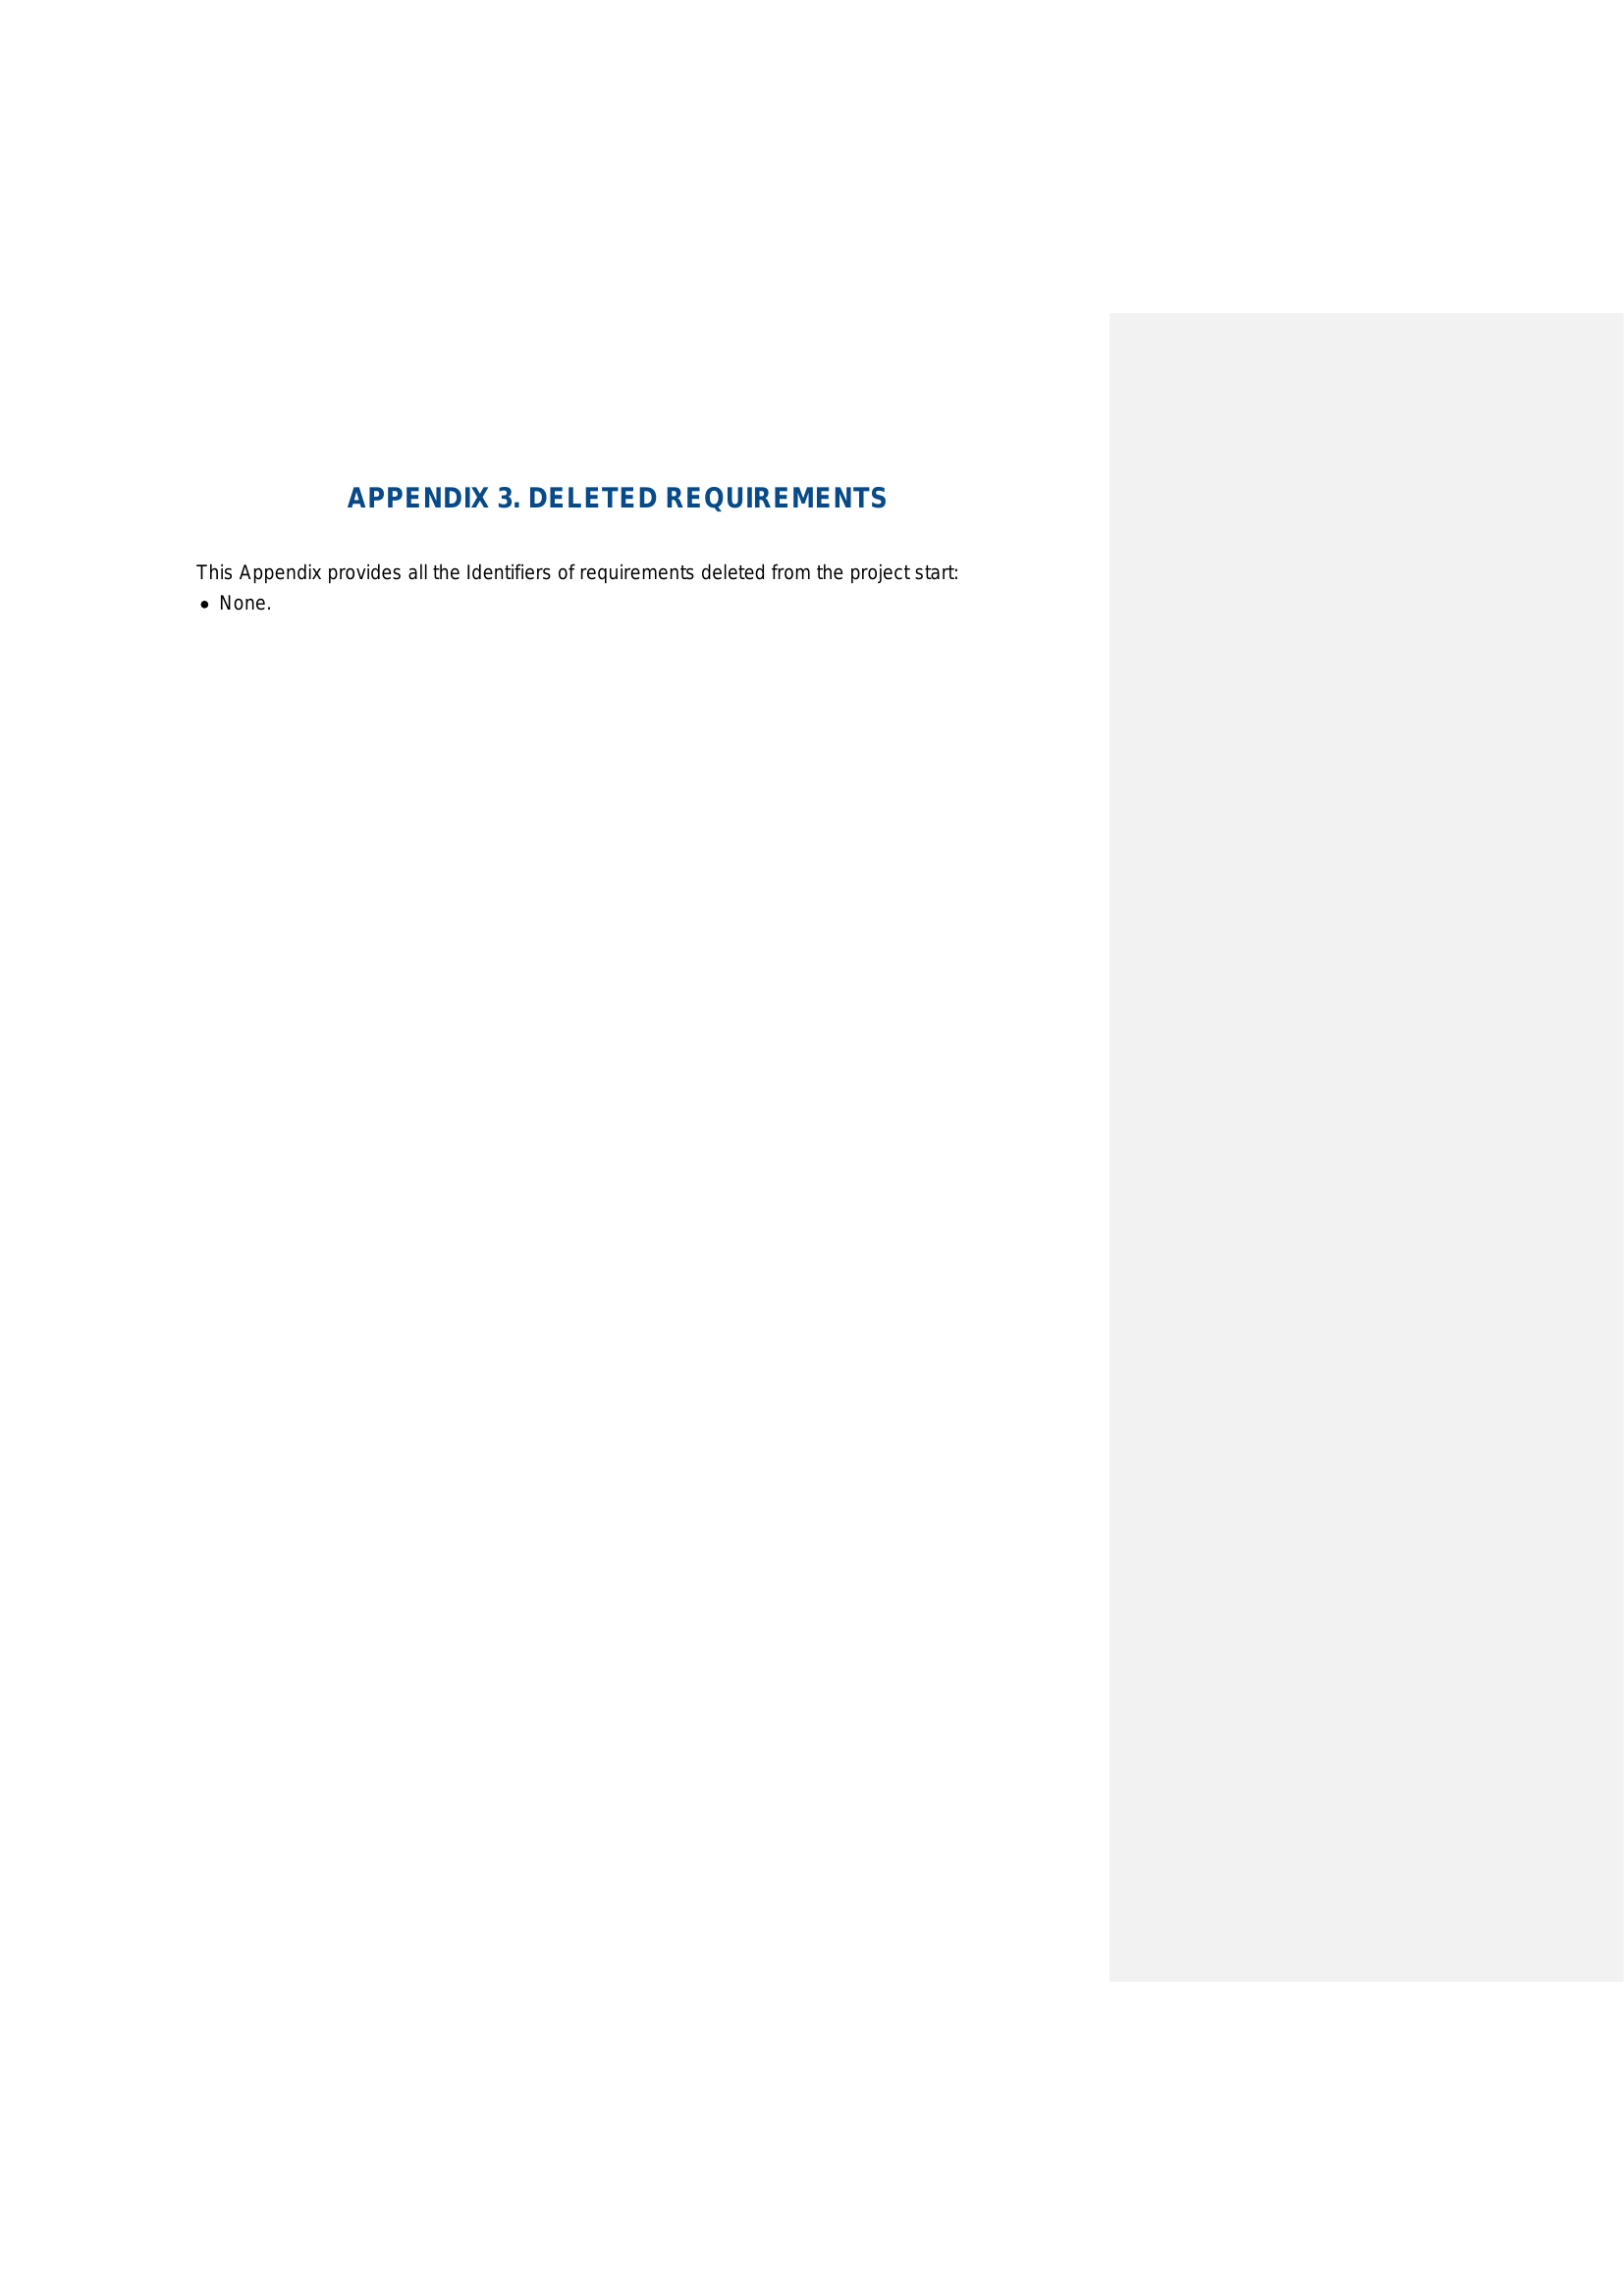 APPENDIX 3. DELETED REQUIREMENTS
This Appendix provides all the Identifiers of requirements deleted from the project start:
● None.